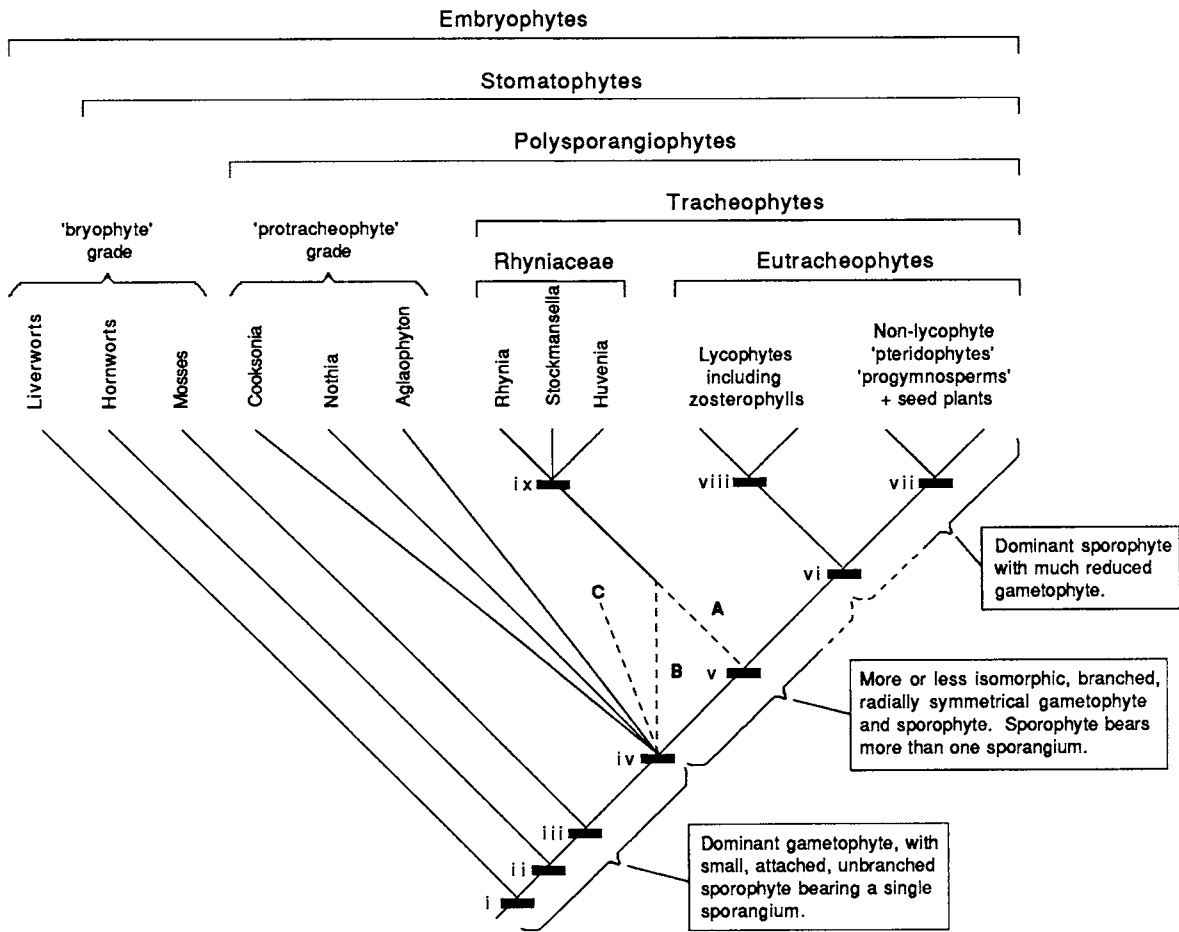 Embryophytes
Stomatophytes
Polysporangiophytes
Tracheophytes
'bryophyte'
grade
'protracheophyte'
grade
Rhyniaceae
Eutracheophytes
Liverworts
Hornworts
Mosses
Cooksonia
Nothia
Aglaophyton
Rhynia
Stockmansella
Huvenia
Lycophytes
including
zosterophylls
Non-lycophyte
'pteridophytes'
'progymnosperms'
+ seed plants
ix
viii
vii
Dominant sporophyte
with much reduced
gametophyte.
vi
C
A
B
v
More or less isomorphic, branched,
radially symmetrical gametophyte
and sporophyte. Sporophyte bears
more than one sporangium.
iv
iii
Dominant gametophyte, with
small, attached, unbranched
sporophyte bearing a single
sporangium.
ii
i